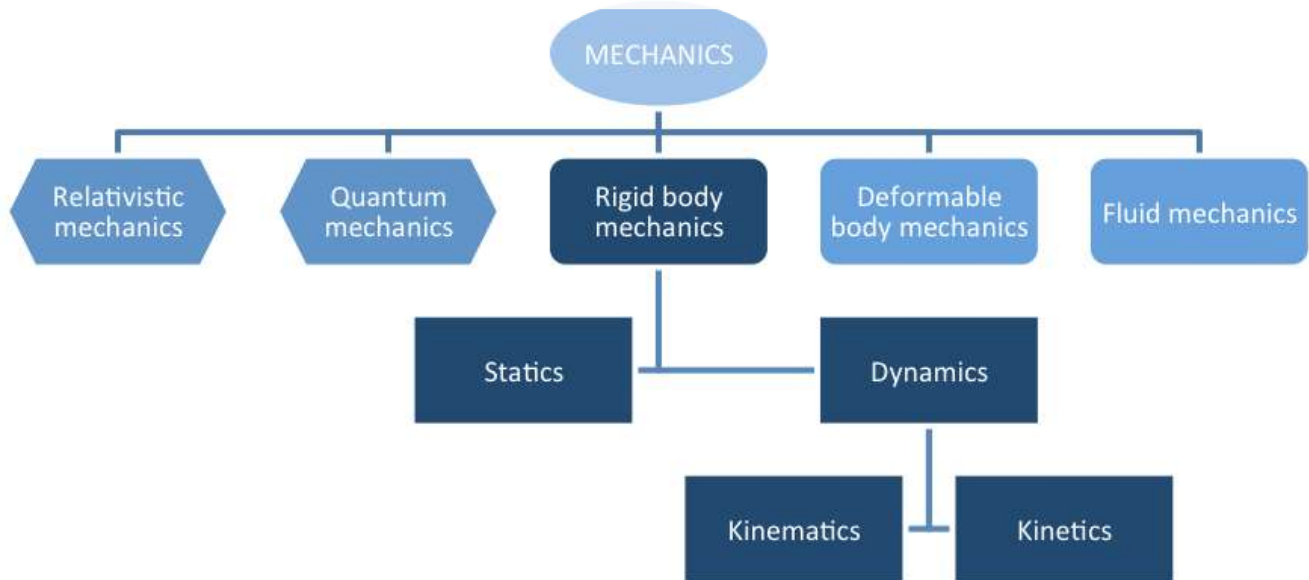 MECHANICS
Relativistic
mechanics
Quantum
mechanics
Rigid body
mechanics
Deformable
body mechanics
Fluid mechanics
Statics
Dynamics
Kinematics
Kinetics